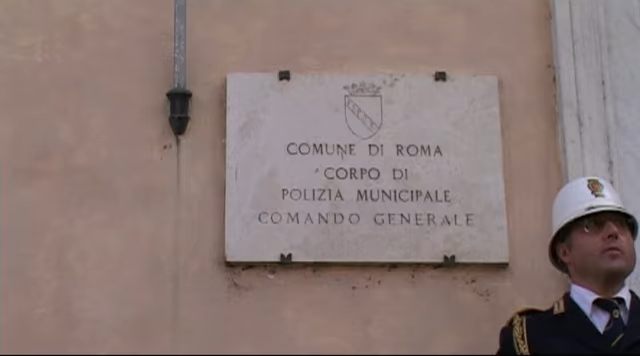 COMUNE DI ROMA
CORPO DI
POLIZIA MUNICIPALE
COMANDO GENERALE